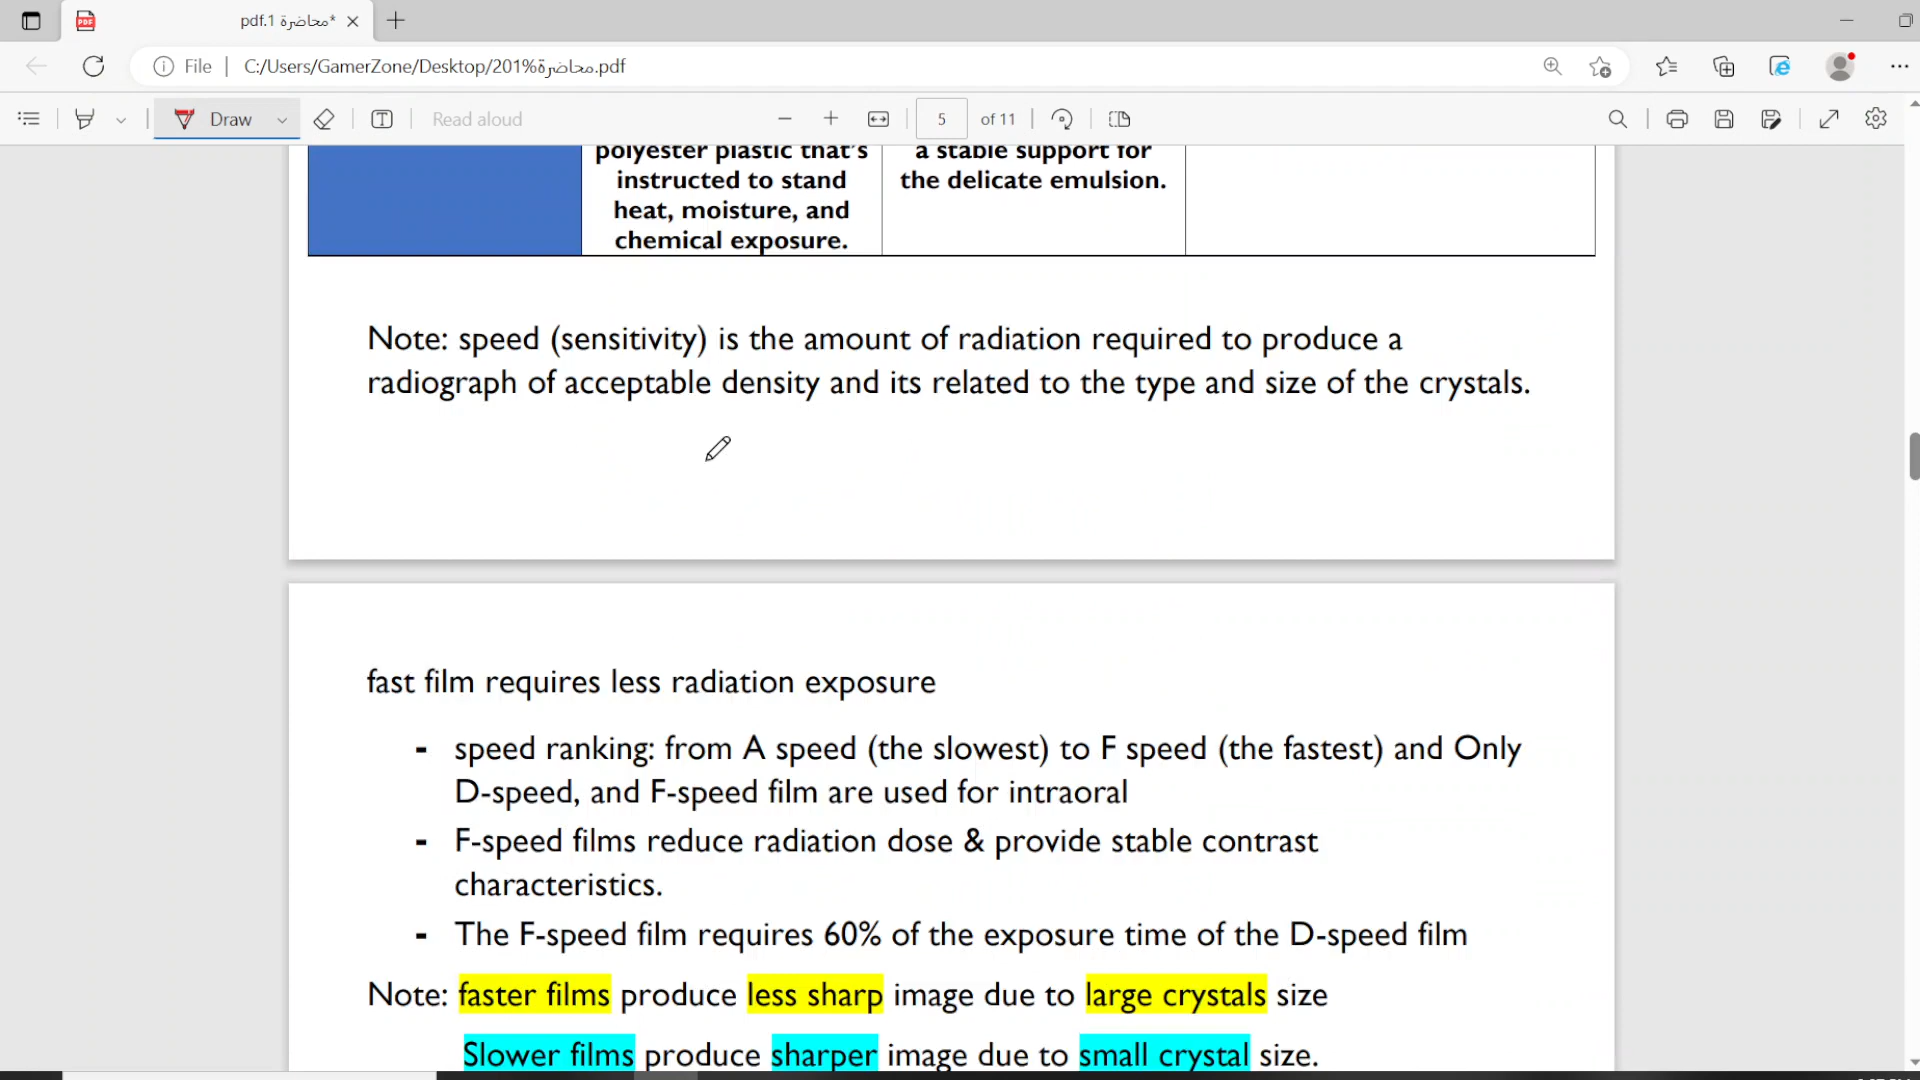 محاضرة 1.pdf*
File
C:/Users/GamerZone/Desktop/201%محاضرة.pdf
Draw
Read aloud
5
of 11
polyester plastic that's
instructed to stand
heat, moisture, and
chemical exposure.
a stable support for
the delicate emulsion.
Note: speed (sensitivity) is the amount of radiation required to produce a
radiograph of acceptable density and its related to the type and size of the crystals.
fast film requires less radiation exposure
- speed ranking: from A speed (the slowest) to F speed (the fastest) and Only
D-speed, and F-speed film are used for intraoral
- F-speed films reduce radiation dose & provide stable contrast
characteristics.
- The F-speed film requires 60% of the exposure time of the D-speed film
Note: faster films produce less sharp image due to large crystals size
Slower films produce sharper image due to small crystal size.